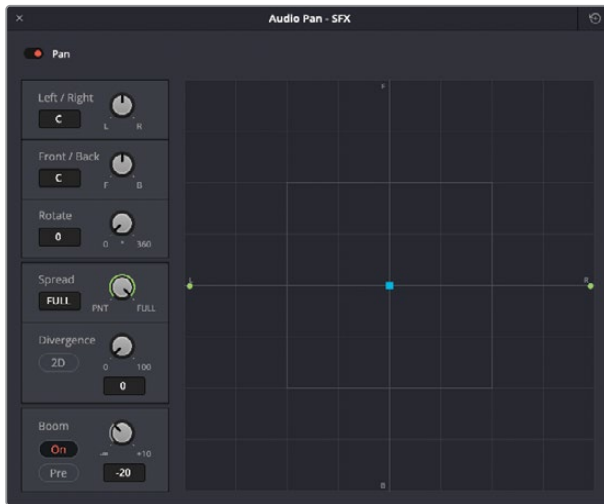 × Audio Pan - SFX
Pan
Left / Right
C
L R
Front / Back
C
F B
Rotate
0
0 ° 360
Spread
FULL
PNT FULL
Divergence
2D
0 100
0
Boom
On
-∞ +10
Pre
-20
F
L R
B